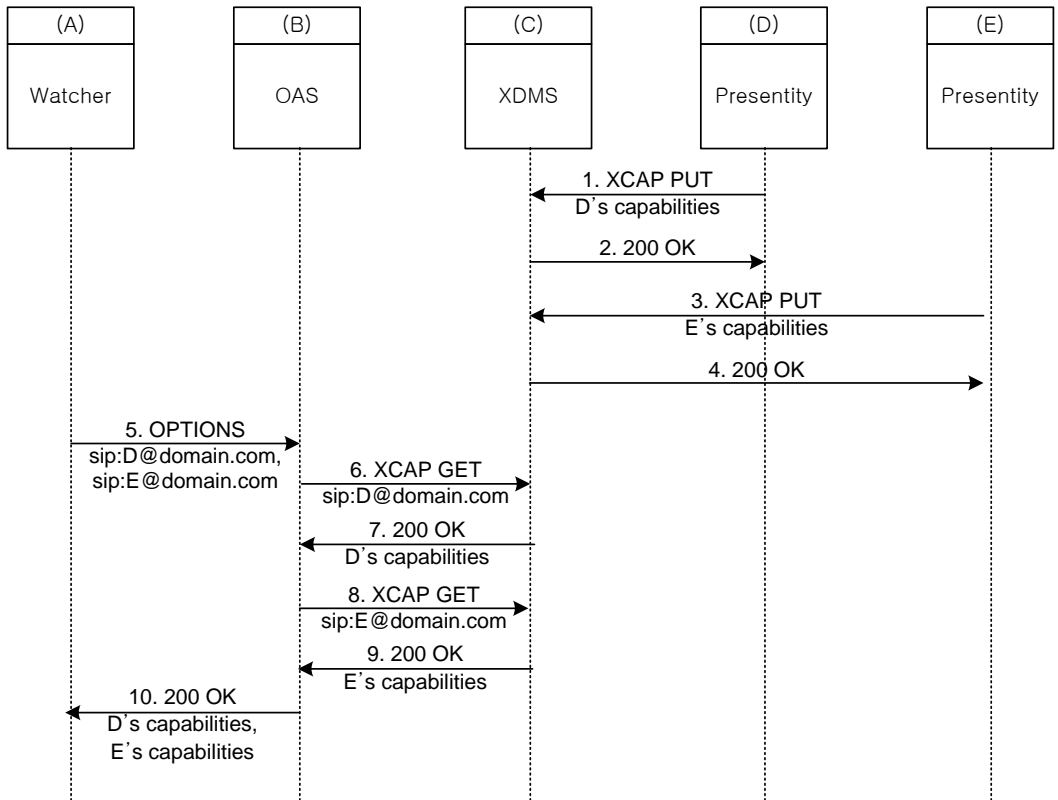 (A)
(B)
(C)
(D)
(E)
Watcher
OAS
XDMS
Presentity
Presentity
1. XCAP PUT
D's capabilities
2. 200 OK
3. XCAP PUT
E's capabilities
4. 200 OK
5. OPTIONS
sip:D@domain.com,
sip:E@domain.com
6. XCAP GET
sip:D@domain.com
7. 200 OK
D's capabilities
8. XCAP GET
sip:E@domain.com
9. 200 OK
E's capabilities
10. 200 OK
D's capabilities,
E's capabilities